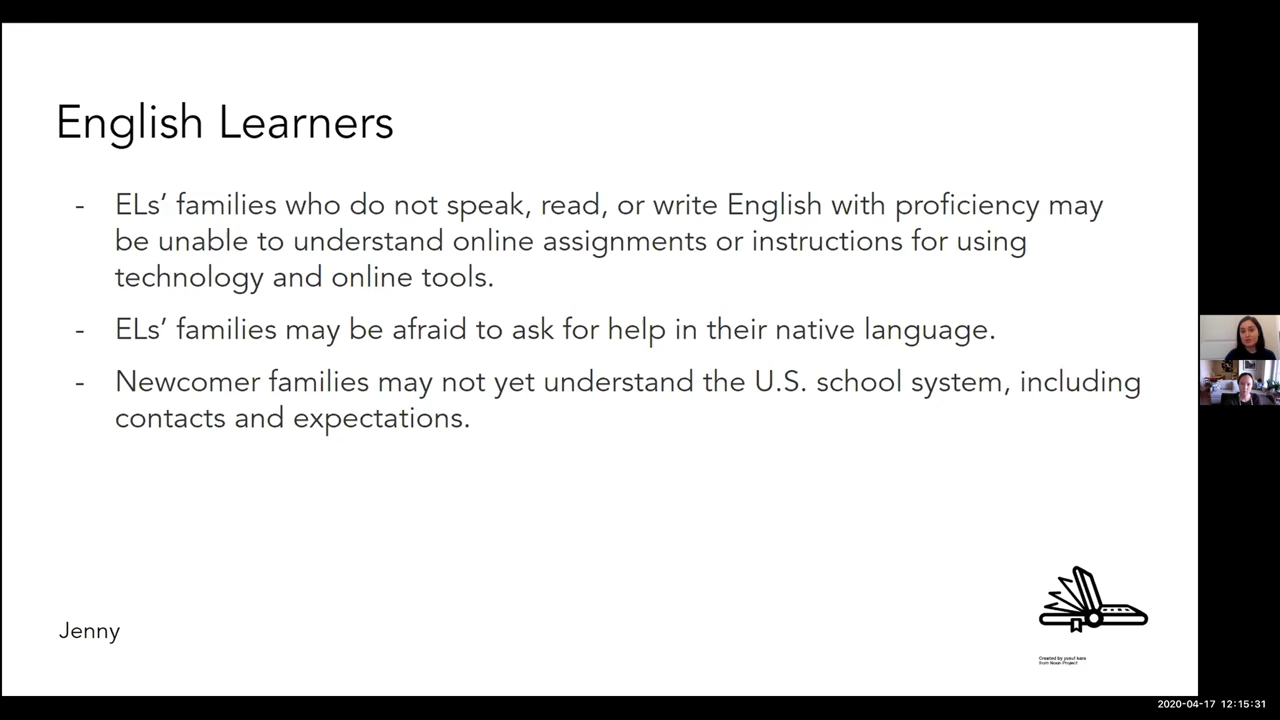 English Learners
- ELs’ families who do not speak, read, or write English with proficiency may
be unable to understand online assignments or instructions for using
technology and online tools.
- ELs’ families may be afraid to ask for help in their native language.
- Newcomer families may not yet understand the U.S. school system, including
contacts and expectations.
Jenny
Created by yusuf kara
from Noun Project
2020-04-17 12:15:31